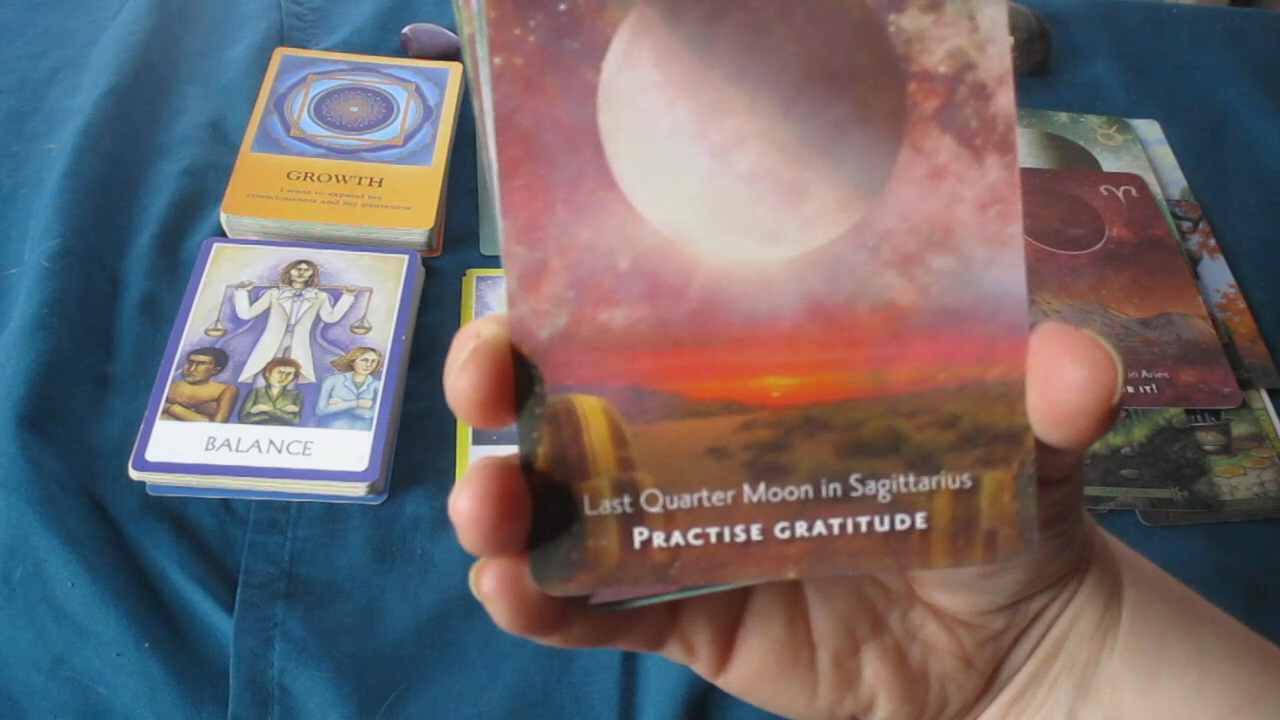 GROWTH
I want to expand my
consciousness and my awareness
BALANCE
Last Quarter Moon in Sagittarius
PRACTISE GRATITUDE
in Aries
IT!